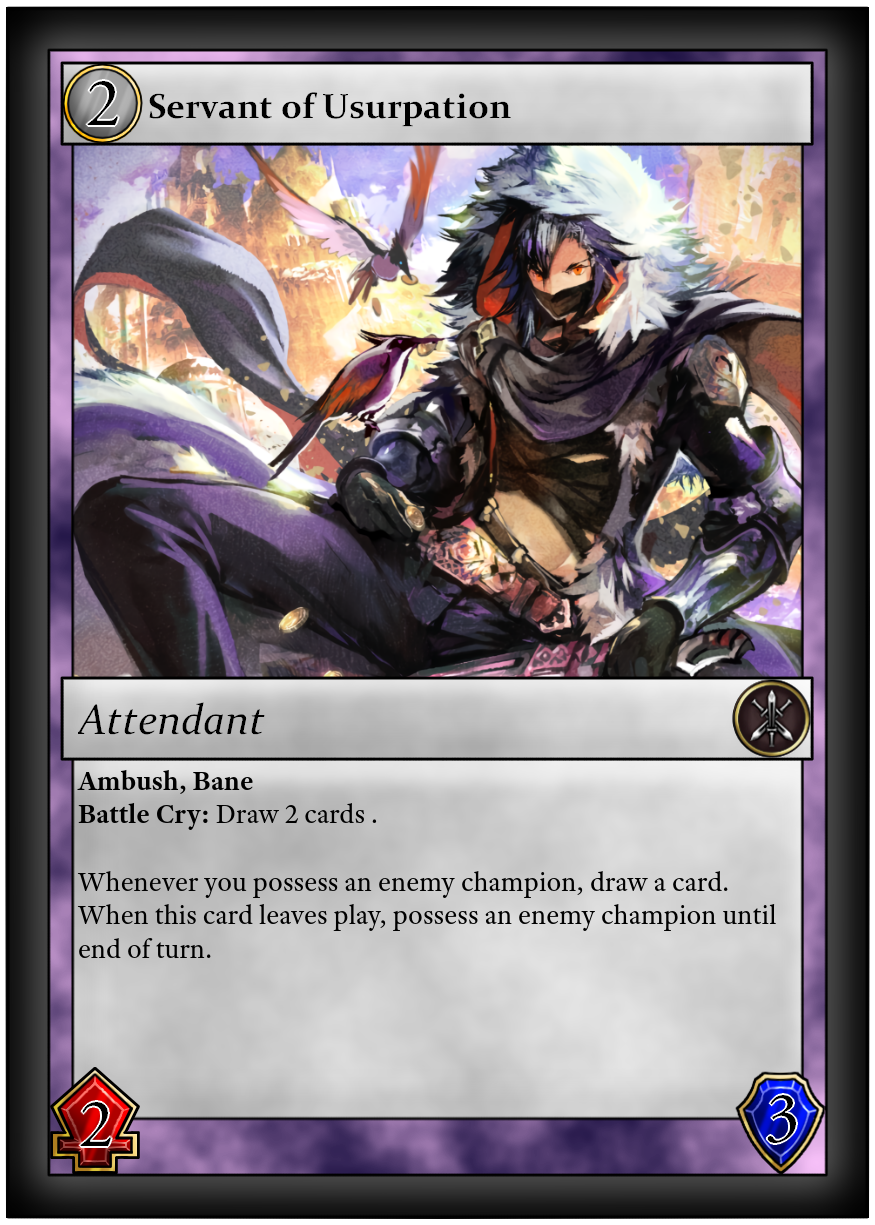 2 Servant of Usurpation
Attendant
Ambush, Bane
Battle Cry: Draw 2 cards .
Whenever you possess an enemy champion, draw a card.
When this card leaves play, possess an enemy champion until
end of turn.
2 3